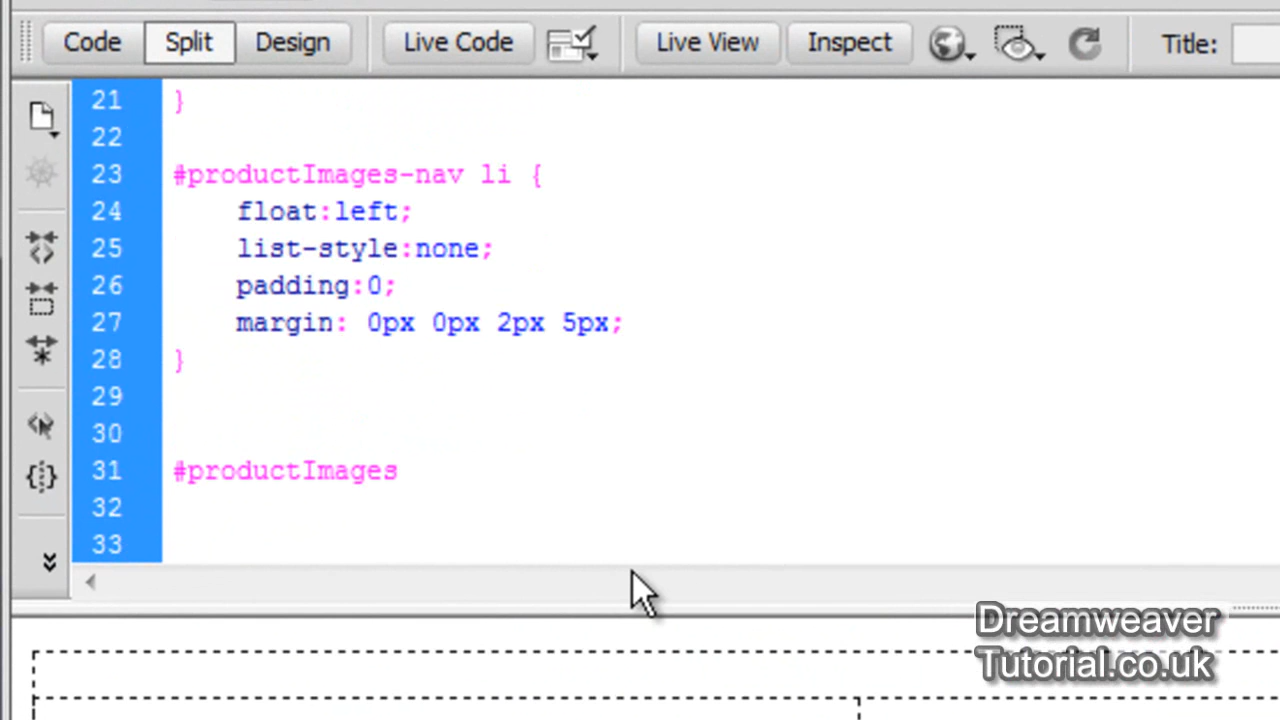 Code Split Design Live Code Live View Inspect Title:
21 }
22
23 #productImages-nav li {
24 float:left;
25 list-style:none;
26 padding:0;
27 margin: 0px 0px 2px 5px;
28 }
29
30
31 #productImages
32
33
Dreamweaver
Tutorial.co.uk